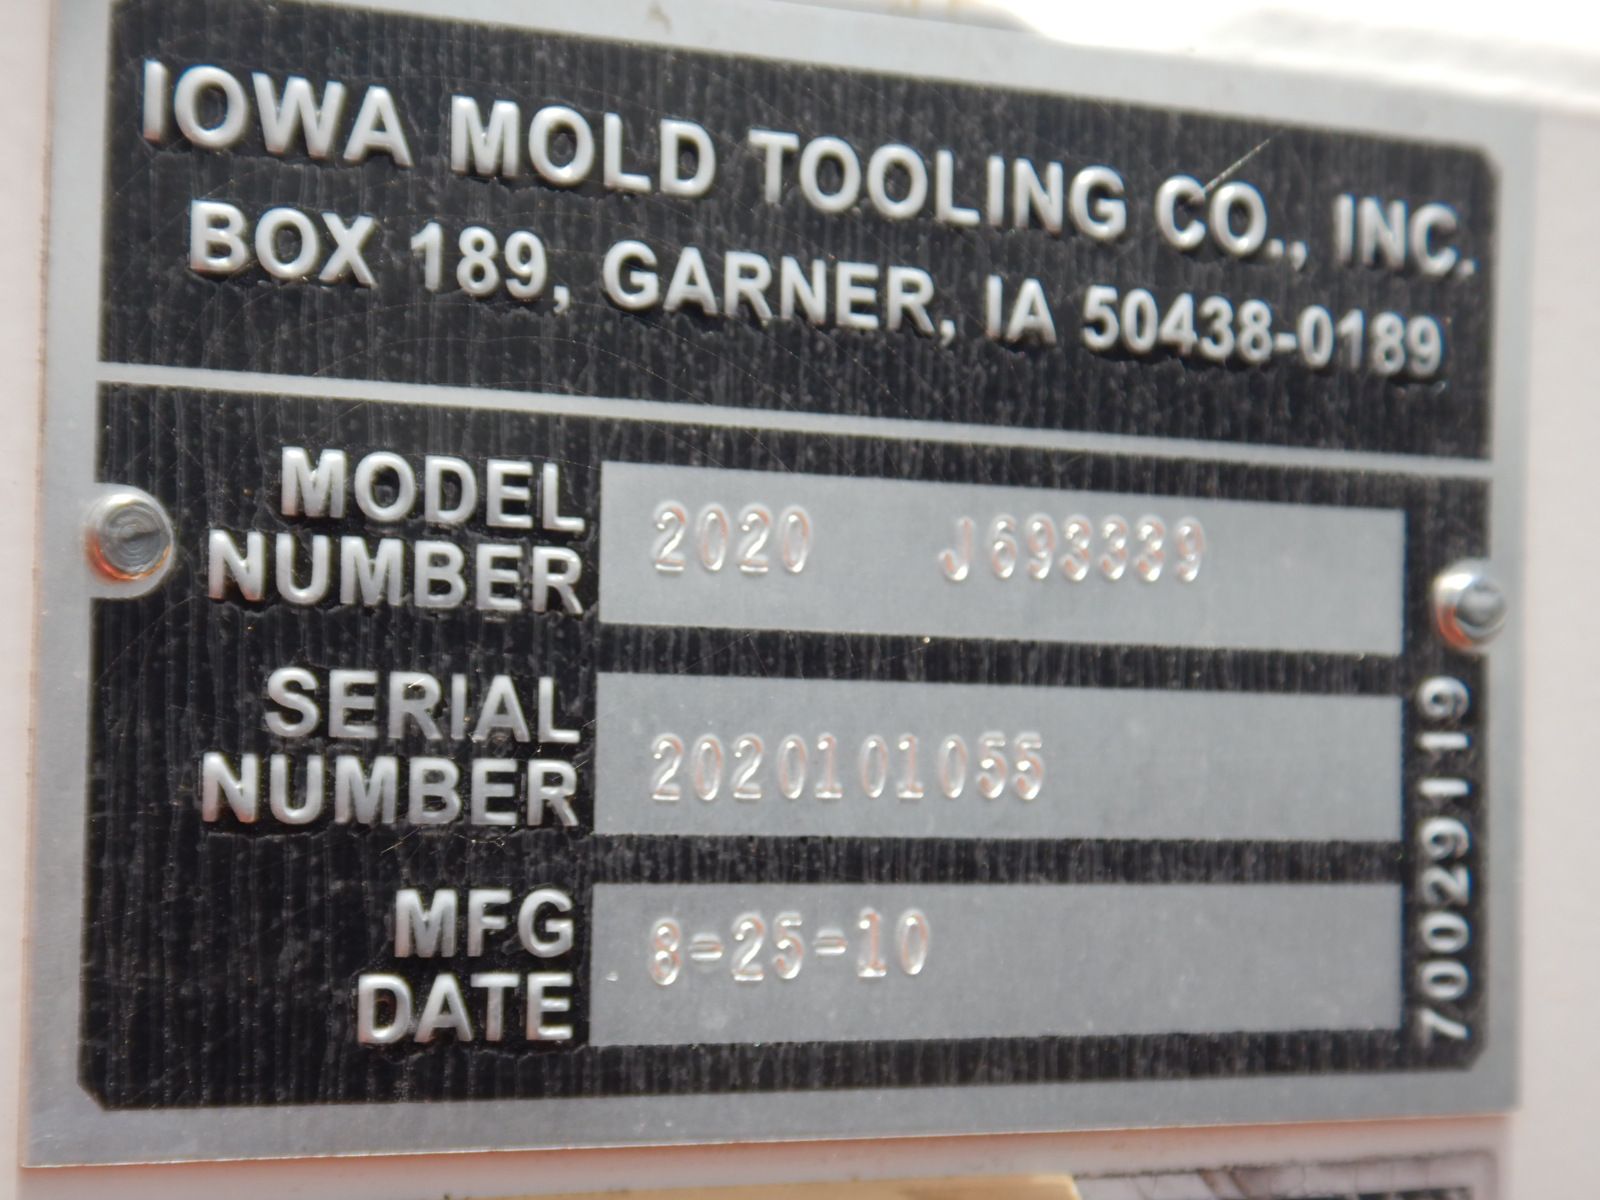 IOWA MOLD TOOLING CO., INC.
BOX 189, GARNER, IA 50438-0189
MODEL NUMBER 2020 J693339
SERIAL NUMBER 2020101055
MFG DATE 8-25-10
70029119